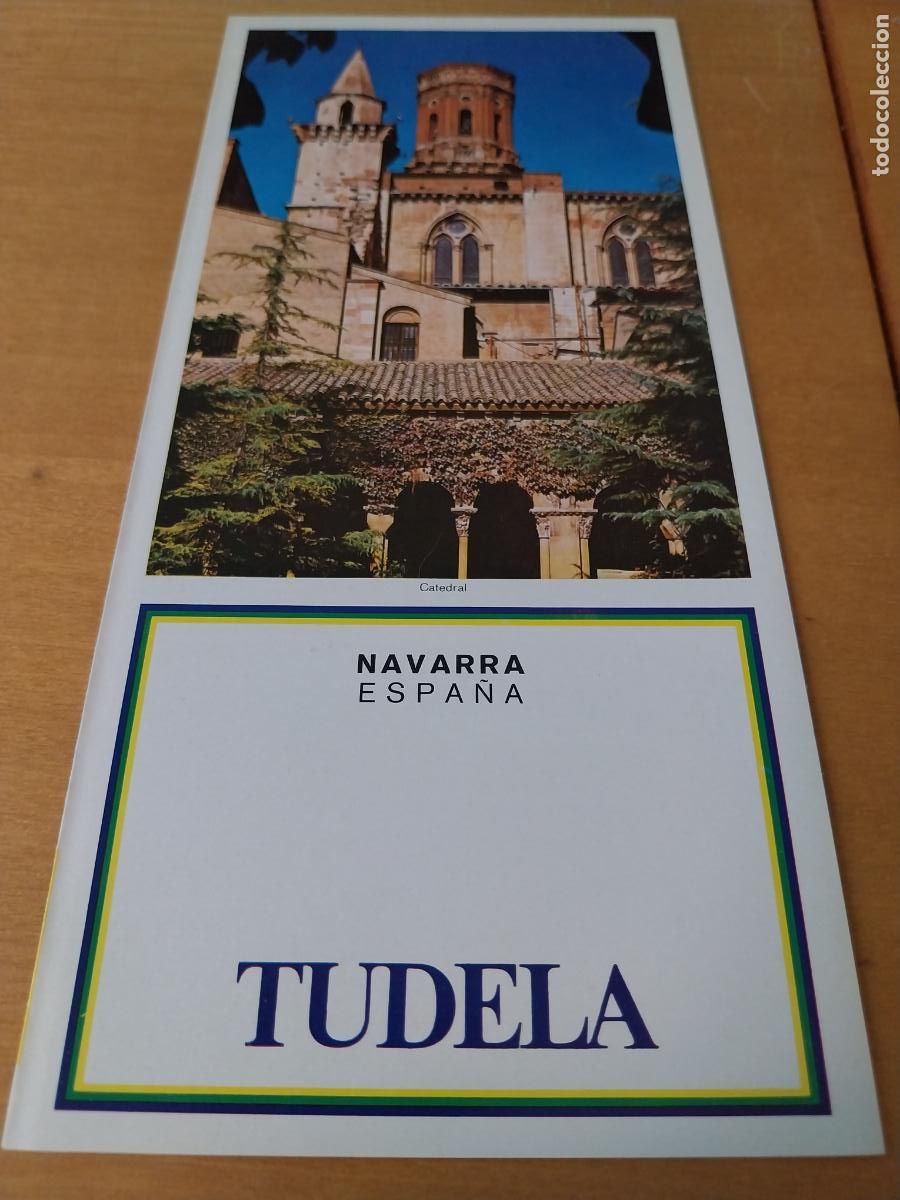 todocoleccion
Catedral
NAVARRA
ESPAÑA
TUDELA